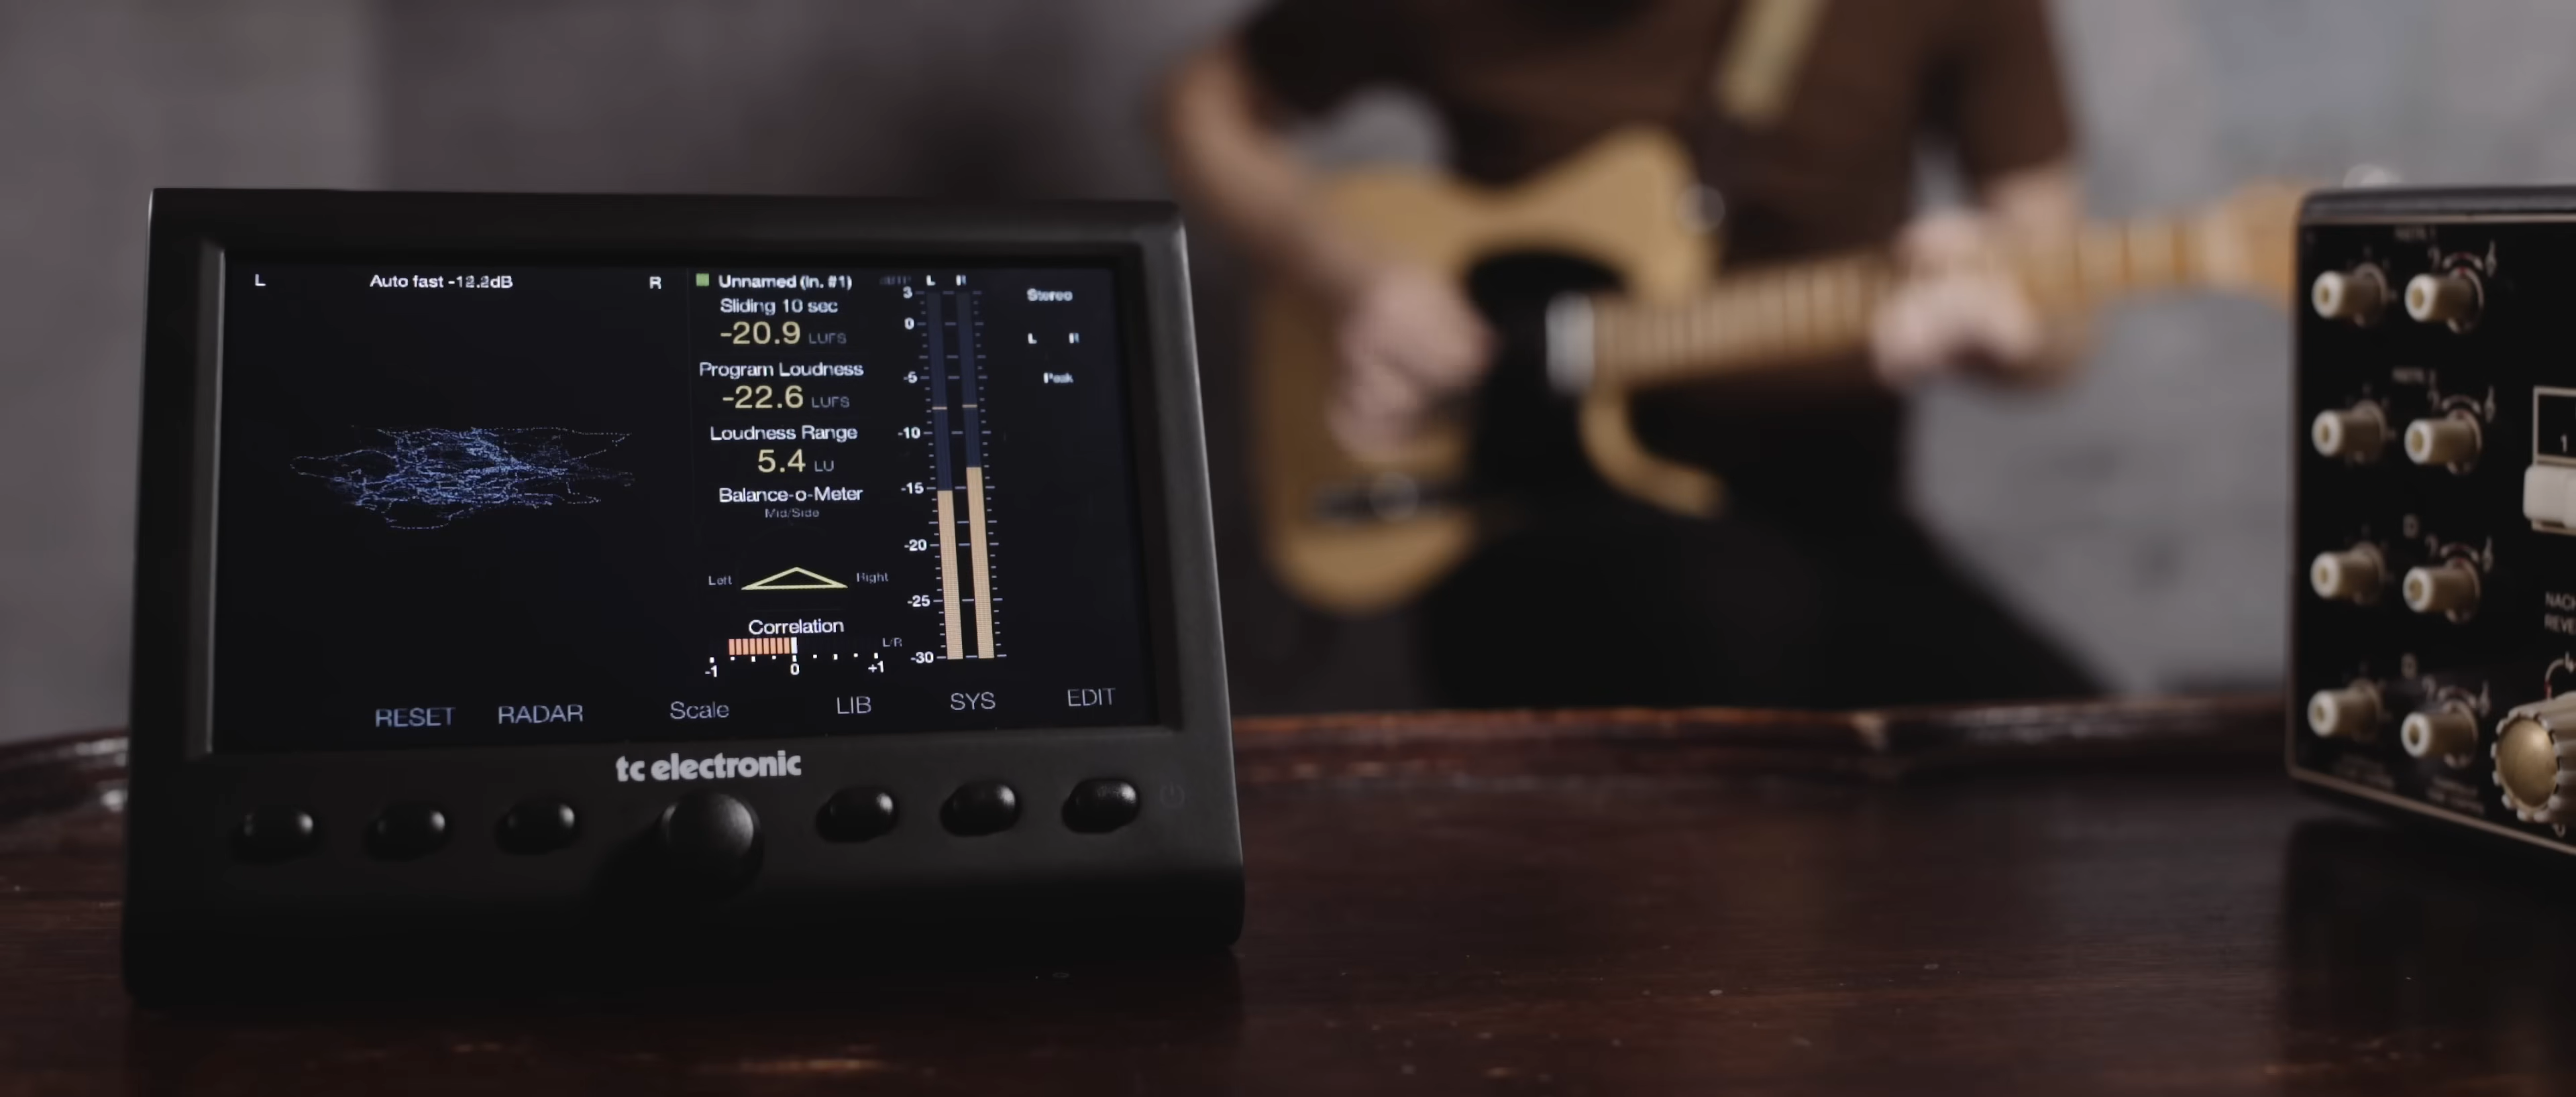 L Auto fast -12.2dB R
Unnamed (In. #1)
Sliding 10 sec
-20.9 LUFS
Program Loudness
-22.6 LUFS
Loudness Range
5.4 LU
Balance-o-Meter
Mid/Side
Left Right
Correlation
L/R
-1 0 +1
L R
3
0
-5
-10
-15
-20
-25
-30
Stereo
L R
Peak
RESET RADAR Scale LIB SYS EDIT
tc electronic
1